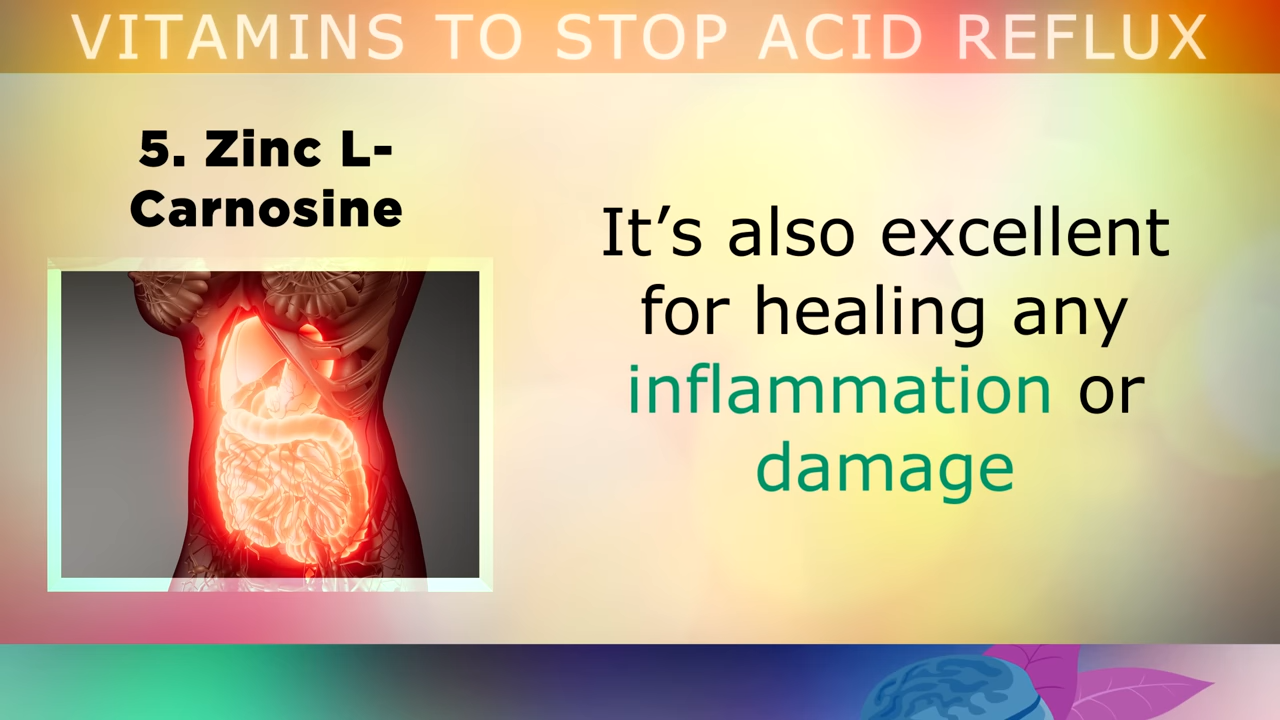 VITAMINS TO STOP ACID REFLUX
5. Zinc L-
Carnosine
It’s also excellent
for healing any
inflammation or
damage